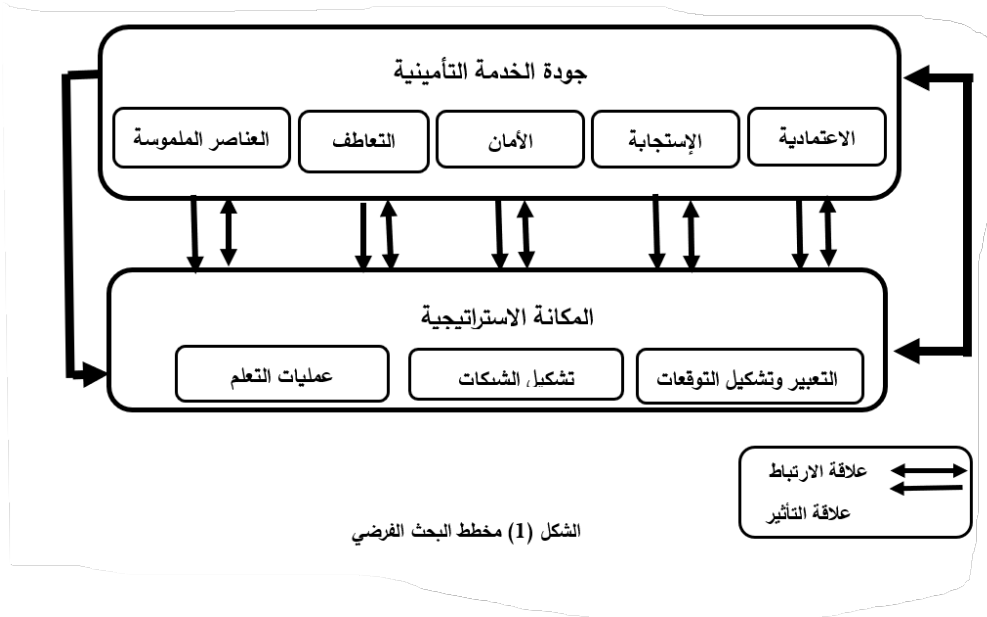 جودة الخدمة التأمينية
الاعتمادية
الإستجابة
الأمان
التعاطف
العناصر الملموسة
المكانة الاستراتيجية
التعبير وتشكيل التوقعات
تشكيل الشبكات
عمليات التعلم
علاقة الارتباط
علاقة التأثير
الشكل (1) مخطط البحث الفرضي